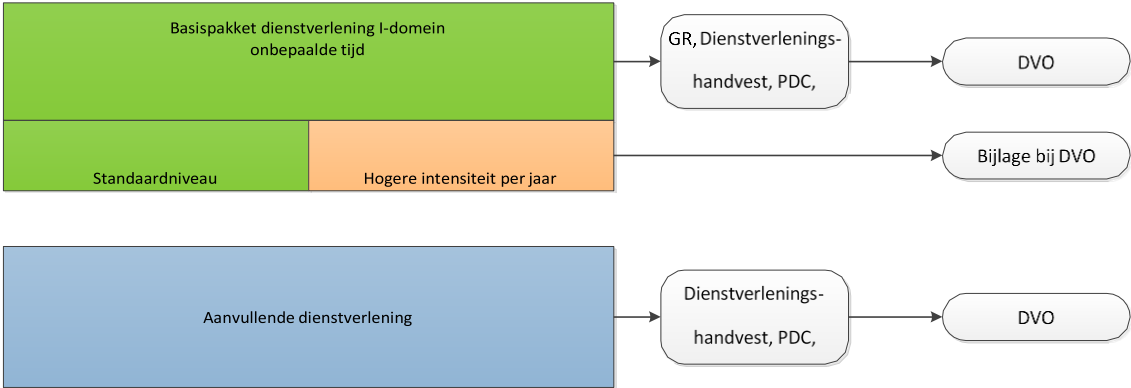 Basispakket dienstverlening I-domein
onbepaalde tijd
GR, Dienstverlenings-
handvest, PDC,
DVO
Standaardniveau
Hogere intensiteit per jaar
Bijlage bij DVO
Aanvullende dienstverlening
Dienstverlenings-
handvest, PDC,
DVO